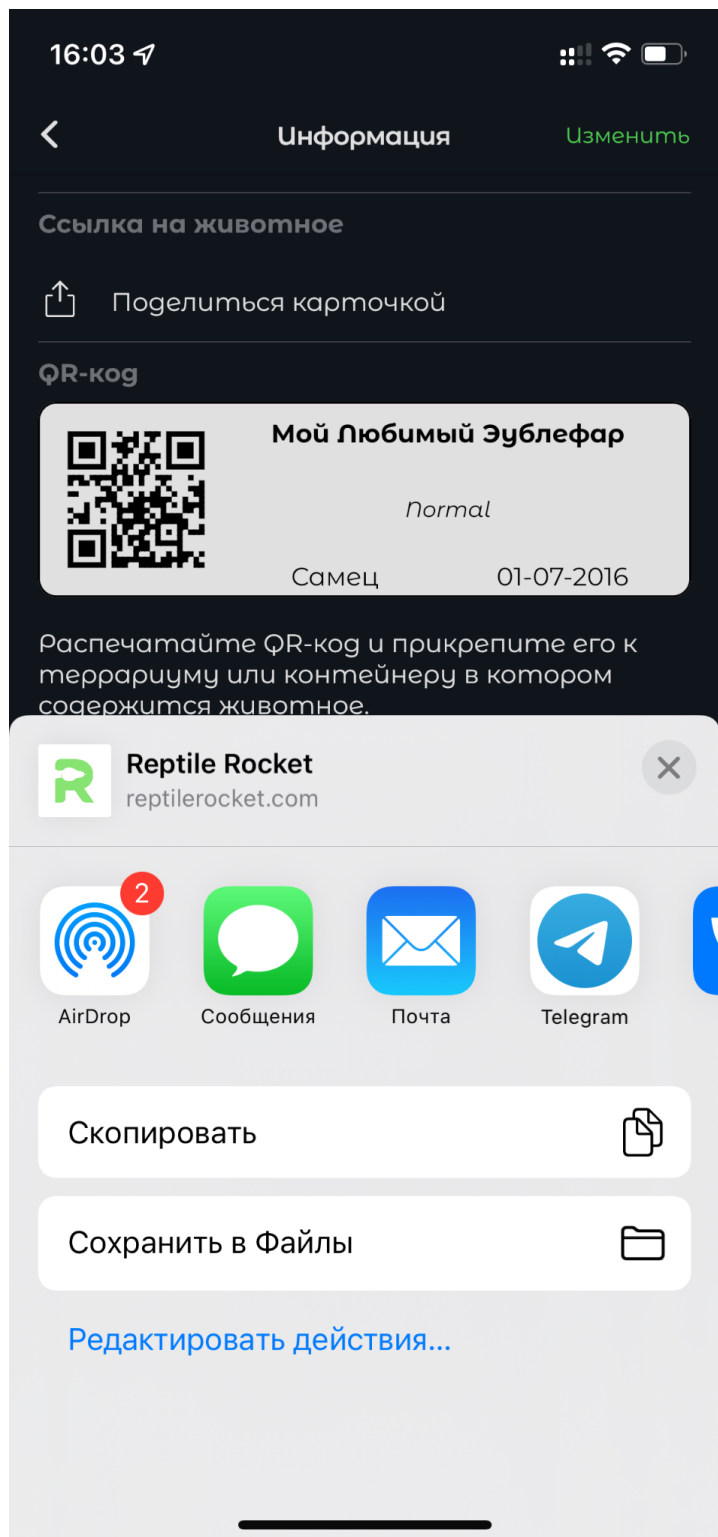 16:03
Информация
Изменить
Ссылка на животное
Поделиться карточкой
QR-код
Мой Любимый Эублефар
Normal
Самец
01-07-2016
Распечатайте QR-код и прикрепите его к
террариуму или контейнеру в котором
содержится животное.
Reptile Rocket
reptilerocket.com
2
AirDrop
Сообщения
Почта
Telegram
Скопировать
Сохранить в Файлы
Редактировать действия...